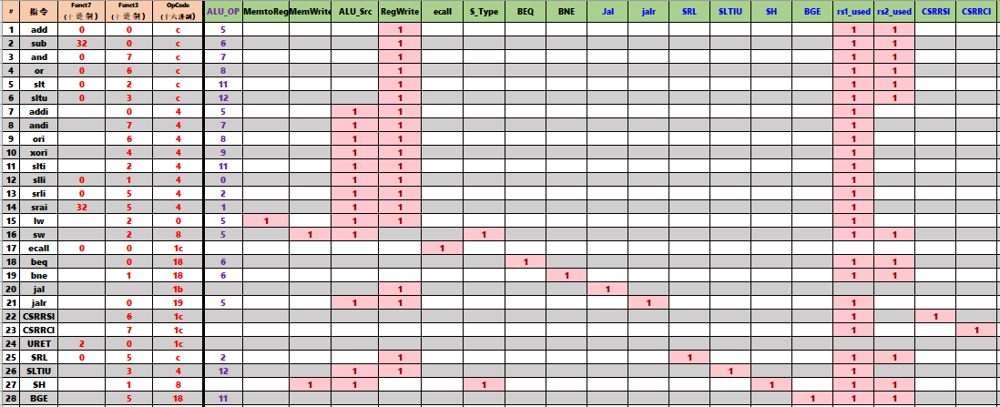 # 指令 Funct7 (十进制) Funct3 (十进制) OpCode (十六进制) ALU_OP MemtoReg MemWrite ALU_Src RegWrite ecall S_Type BEQ BNE Jal jalr SRL SLTIU SH BGE rs1_used rs2_used CSRRSI CSRRCI
1 add 0 0 c 5 1 1 1
2 sub 32 0 c 6 1 1 1
3 and 0 7 c 7 1 1 1
4 or 0 6 c 8 1 1 1
5 slt 0 2 c 11 1 1 1
6 sltu 0 3 c 12 1 1 1
7 addi 0 4 5 1 1 1
8 andi 7 4 7 1 1 1
9 ori 6 4 8 1 1 1
10 xori 4 4 9 1 1 1
11 slti 2 4 11 1 1 1
12 slli 0 1 4 0 1 1 1
13 srli 0 5 4 2 1 1 1
14 srai 32 5 4 1 1 1 1
15 lw 2 0 5 1 1 1 1
16 sw 2 8 5 1 1 1 1 1
17 ecall 0 0 1c 1
18 beq 0 18 6 1 1 1
19 bne 1 18 6 1 1 1
20 jal 1b 1 1
21 jalr 0 19 5 1 1 1 1
22 CSRRSI 6 1c 1 1
23 CSRRCI 7 1c 1 1
24 URET 2 0 1c
25 SRL 0 5 c 2 1 1 1 1
26 SLTIU 3 4 12 1 1 1 1
27 SH 1 8 1 1 1 1 1 1
28 BGE 5 18 11 1 1 1